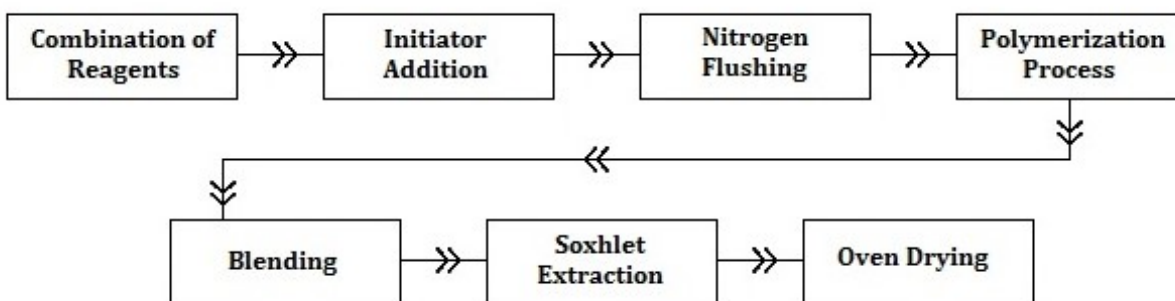 Combination of
Reagents
Initiator
Addition
Nitrogen
Flushing
Polymerization
Process
Blending
Soxhlet
Extraction
Oven Drying